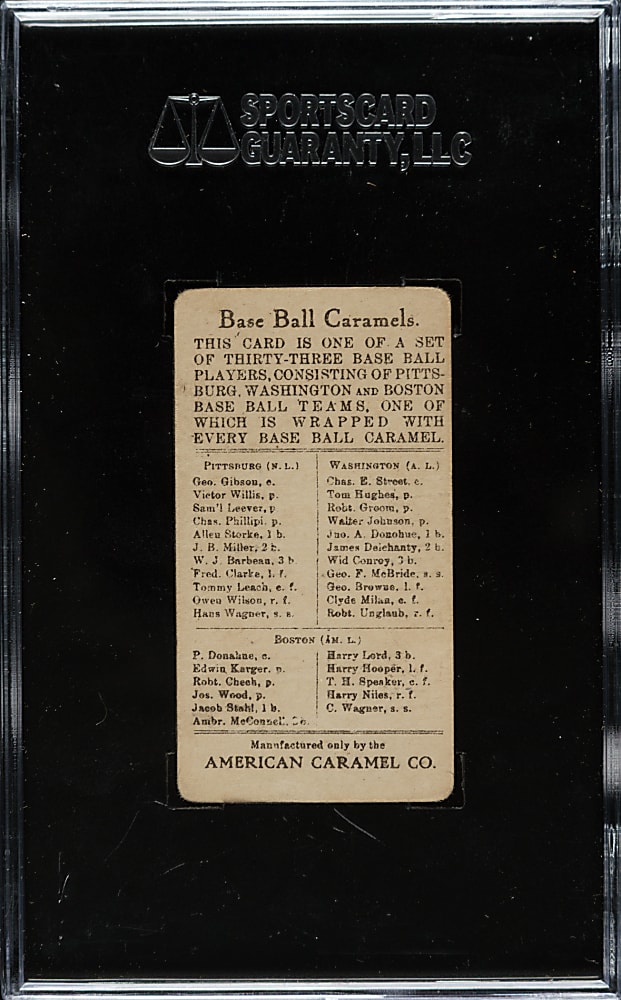 SPORTSCARD
GUARANTY, LLC
Base Ball Caramels.
THIS CARD IS ONE OF A SET
OF THIRTY-THREE BASE BALL
PLAYERS, CONSISTING OF PITTS-
BURG, WASHINGTON AND BOSTON
BASE BALL TEAMS, ONE OF
WHICH IS WRAPPED WITH
EVERY BASE BALL CARAMEL.
PITTSBURG (N. L.)
Geo. Gibson, c.
Victor Willis, p.
Sam'l Leever, p.
Chas. Phillipi, p.
Allen Storke, 1 b.
J. B. Miller, 2 b.
W. J. Barbean, 3 b.
Fred. Clarke, l. f.
Tommy Leach, c. f.
Owen Wilson, r. f.
Hans Wagner, s. s.
WASHINGTON (A. L.)
Chas. E. Street, c.
Tom Hughes, p.
Robt. Groom, p.
Walter Johnson, p.
Jno. A. Donohue, 1 b.
James Delehanty, 2 b.
Wid Conroy, 3 b.
Geo. F. McBride, s. s.
Geo. Browne, l. f.
Clyde Milan, c. f.
Robt. Unglaub, r. f.
BOSTON (AM. L.)
P. Donahue, c.
Edwin Karger, p.
Robt. Chech, p.
Jos. Wood, p.
Jacob Stahl, 1 b.
Ambr. McConnell, 2 b.
Harry Lord, 3 b.
Harry Hooper, l. f.
T. H. Speaker, c. f.
Harry Niles, r. f.
C. Wagner, s. s.
Manufactured only by the
AMERICAN CARAMEL CO.